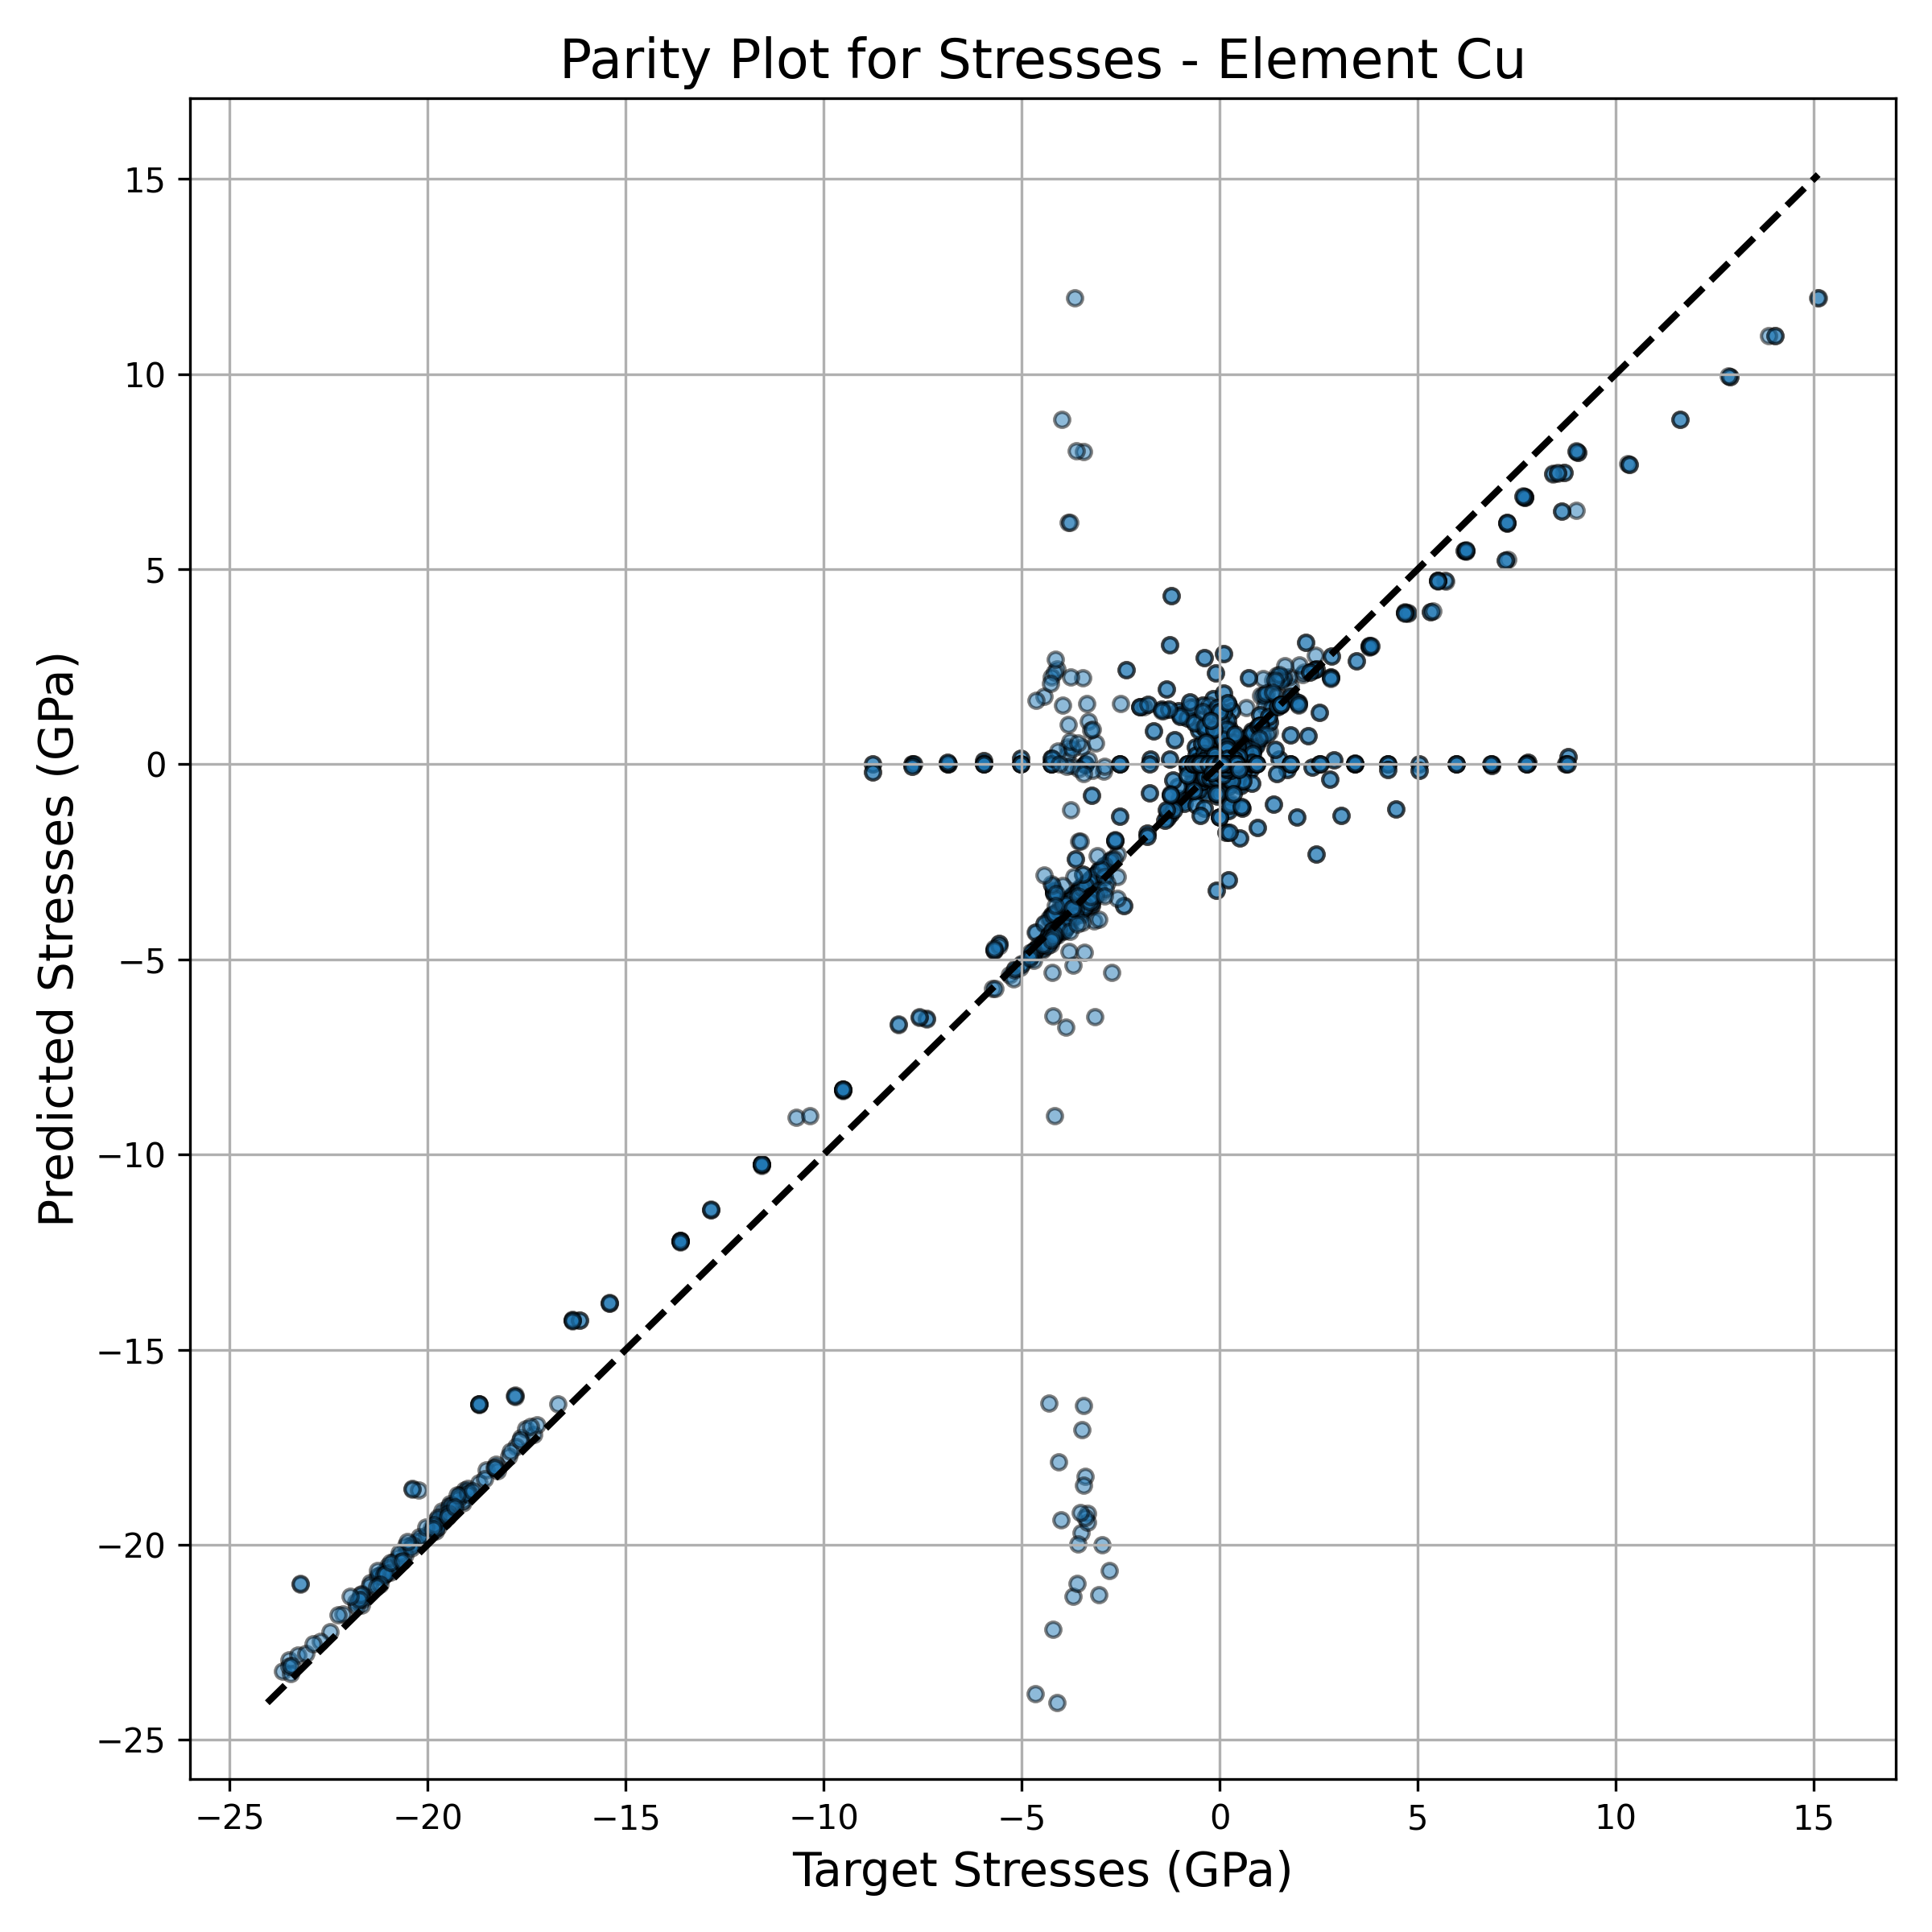 Parity Plot for Stresses - Element Cu
Predicted Stresses (GPa)
15
10
5
0
−5
−10
−15
−20
−25
−25 −20 −15 −10 −5 0 5 10 15
Target Stresses (GPa)